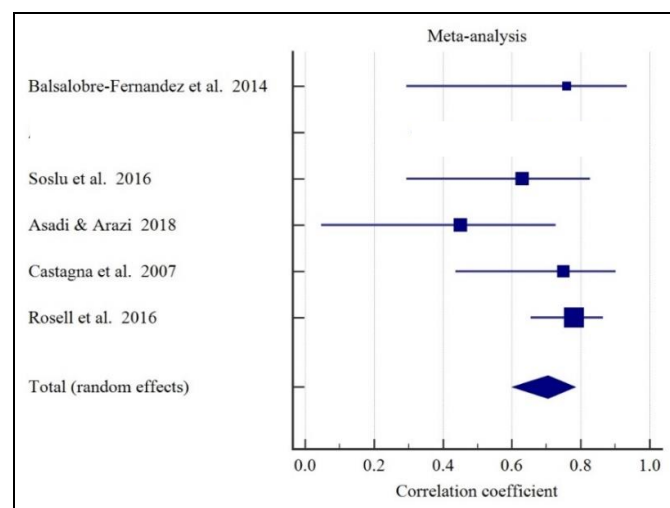 Meta-analysis
Balsalobre-Fernandez et al. 2014
Soslu et al. 2016
Asadi & Arazi 2018
Castagna et al. 2007
Rosell et al. 2016
Total (random effects)
0.0 0.2 0.4 0.6 0.8 1.0
Correlation coefficient